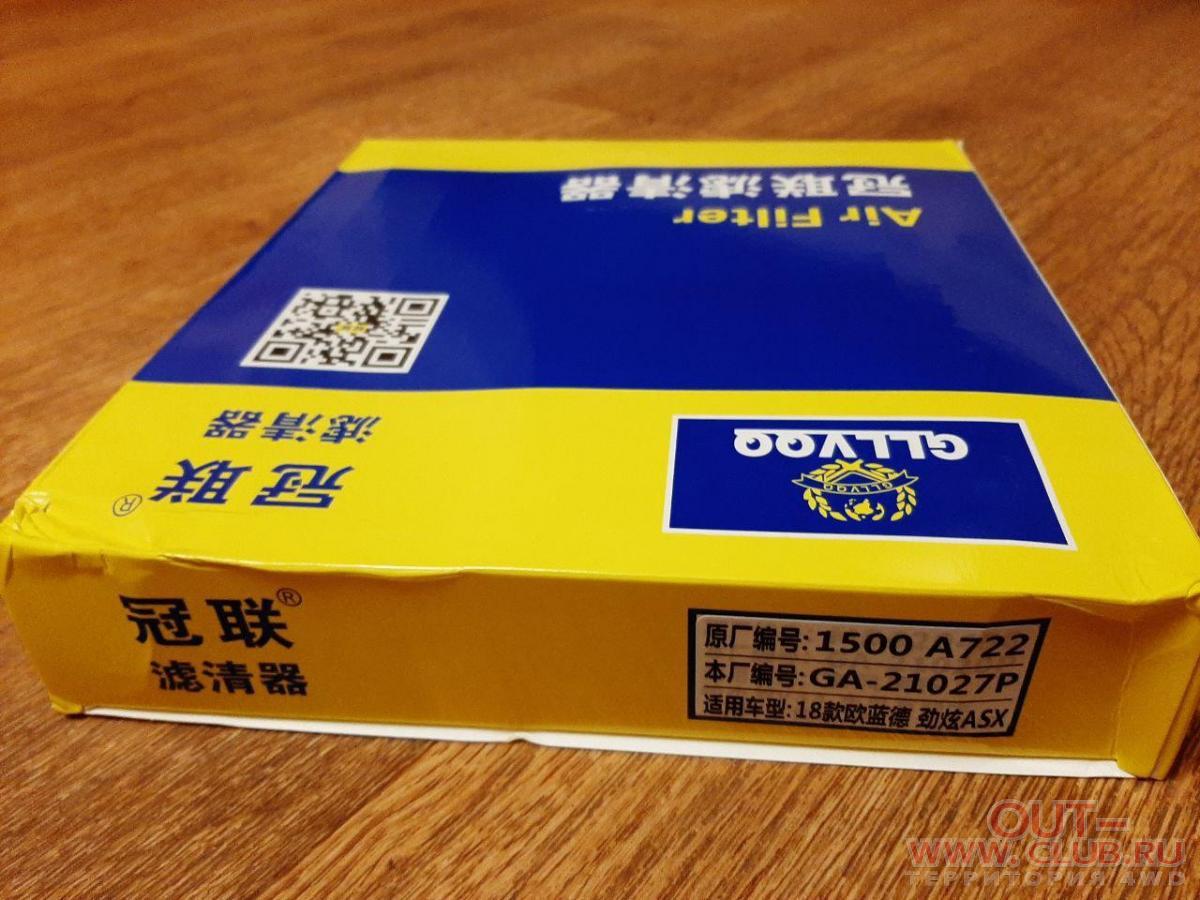 冠联滤清器
Air Filter
滤清器
冠联®
GLLVQQ
GLLVQQ
冠联®
滤清器
原厂编号:1500 A722
本厂编号:GA-21027P
适用车型:18款欧蓝德 劲炫ASX
OUT=
WWW.CLUB.RU
ТЕРРИТОРИЯ 4WD